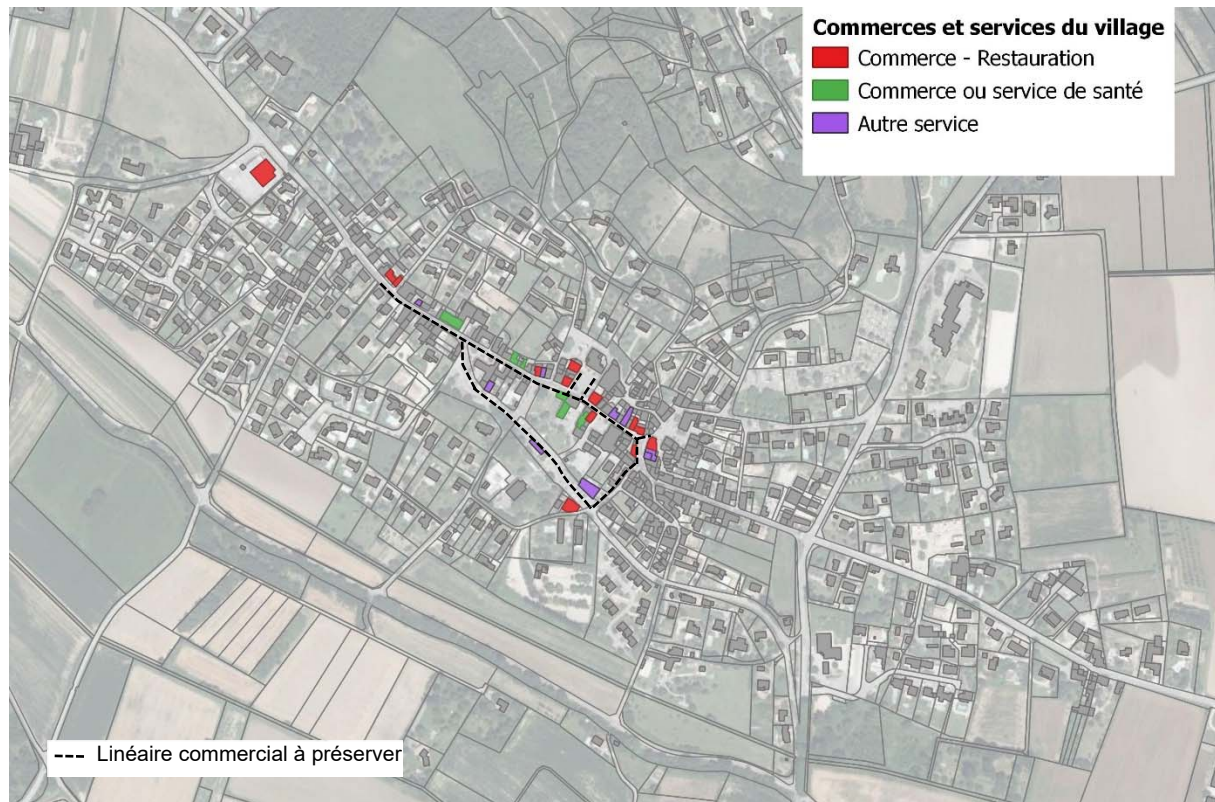 Commerces et services du village
Commerce - Restauration
Commerce ou service de santé
Autre service
Linéaire commercial à préserver